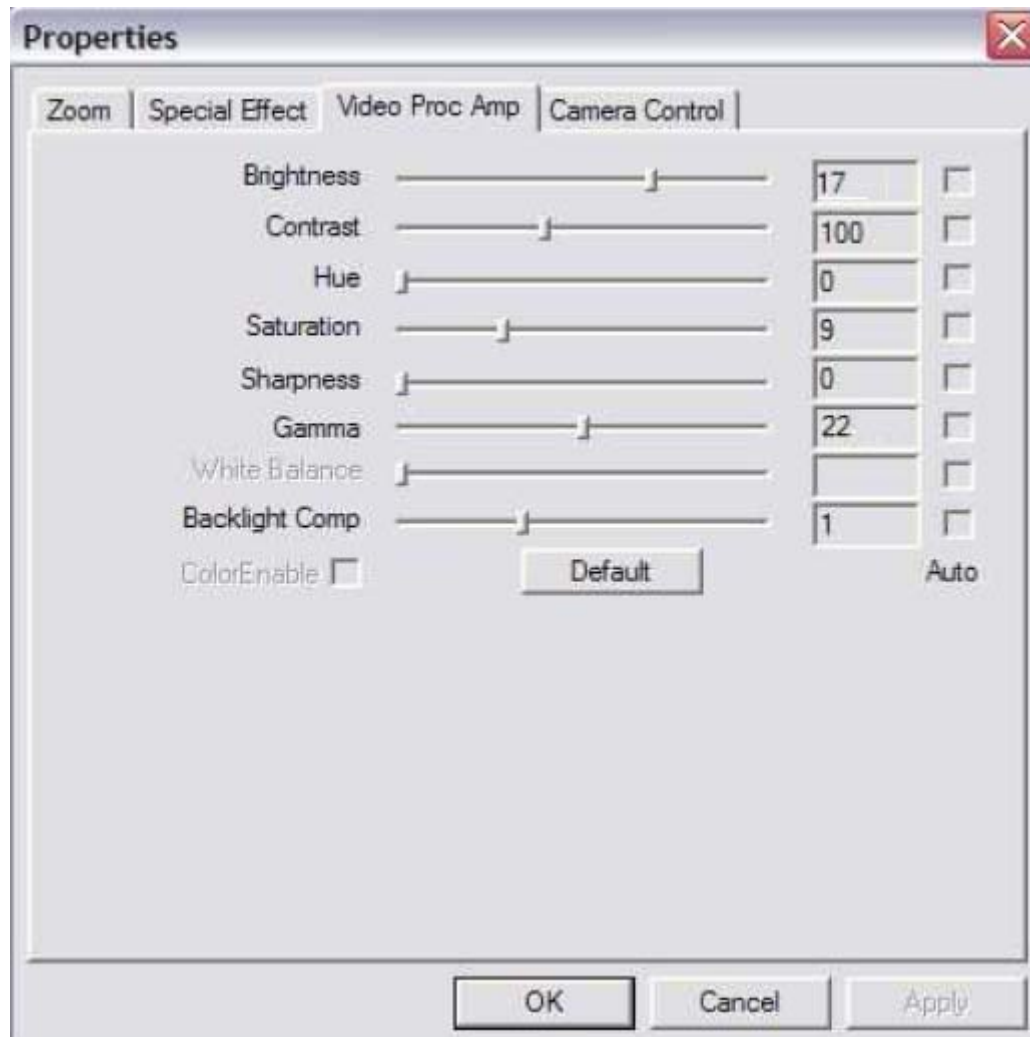 Properties
Zoom Special Effect Video Proc Amp Camera Control
Brightness 17
Contrast 100
Hue 0
Saturation 9
Sharpness 0
Gamma 22
White Balance
Backlight Comp 1
ColorEnable Default Auto
OK Cancel Apply